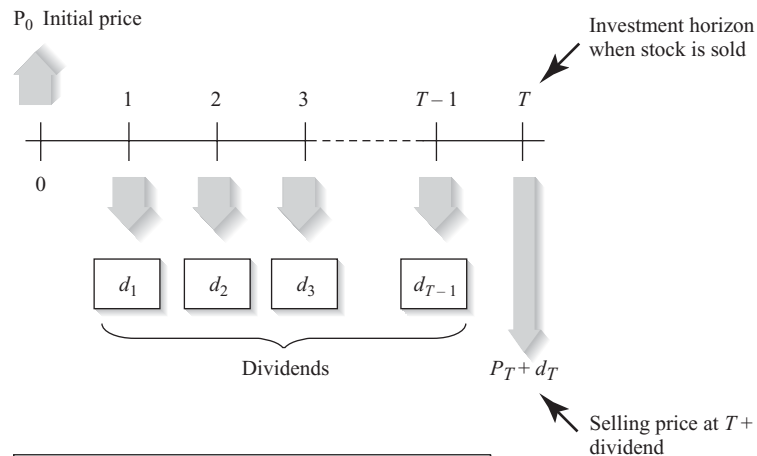 P0 Initial price
Investment horizon
when stock is sold
1 2 3 T – 1 T
0
d1 d2 d3 dT – 1
Dividends
PT + dT
Selling price at T +
dividend